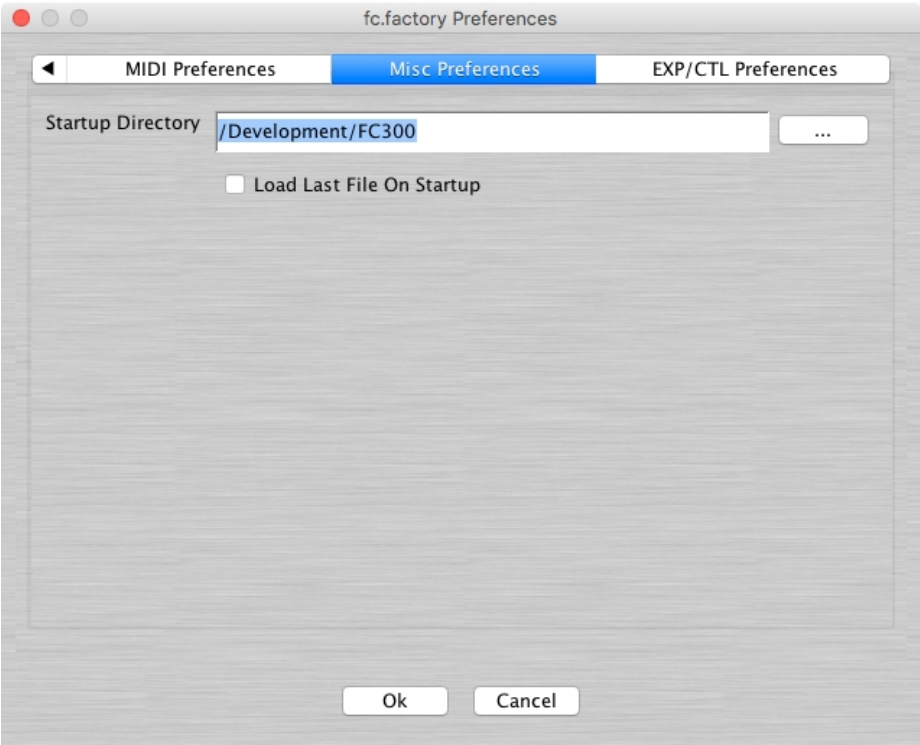 fc.factory Preferences
◀ MIDI Preferences Misc Preferences EXP/CTL Preferences
Startup Directory /Development/FC300 ...
Load Last File On Startup
Ok Cancel